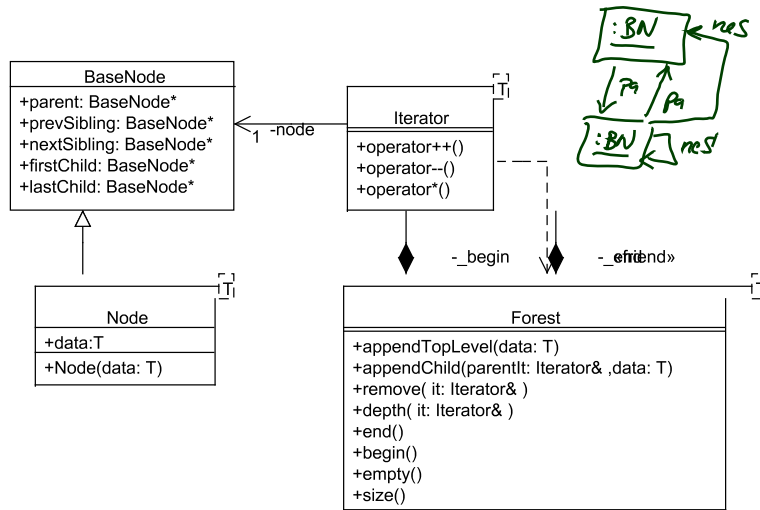 BaseNode
+parent: BaseNode*
+prevSibling: BaseNode*
+nextSibling: BaseNode*
+firstChild: BaseNode*
+lastChild: BaseNode*
1
-node
T
Iterator
+operator++()
+operator--()
+operator*()
:BN
nes
pa
pa
:BN
nes
-_begin
-_end
«friend»
T
Node
+data:T
+Node(data: T)
T
Forest
+appendTopLevel(data: T)
+appendChild(parentIt: Iterator& ,data: T)
+remove( it: Iterator& )
+depth( it: Iterator& )
+end()
+begin()
+empty()
+size()